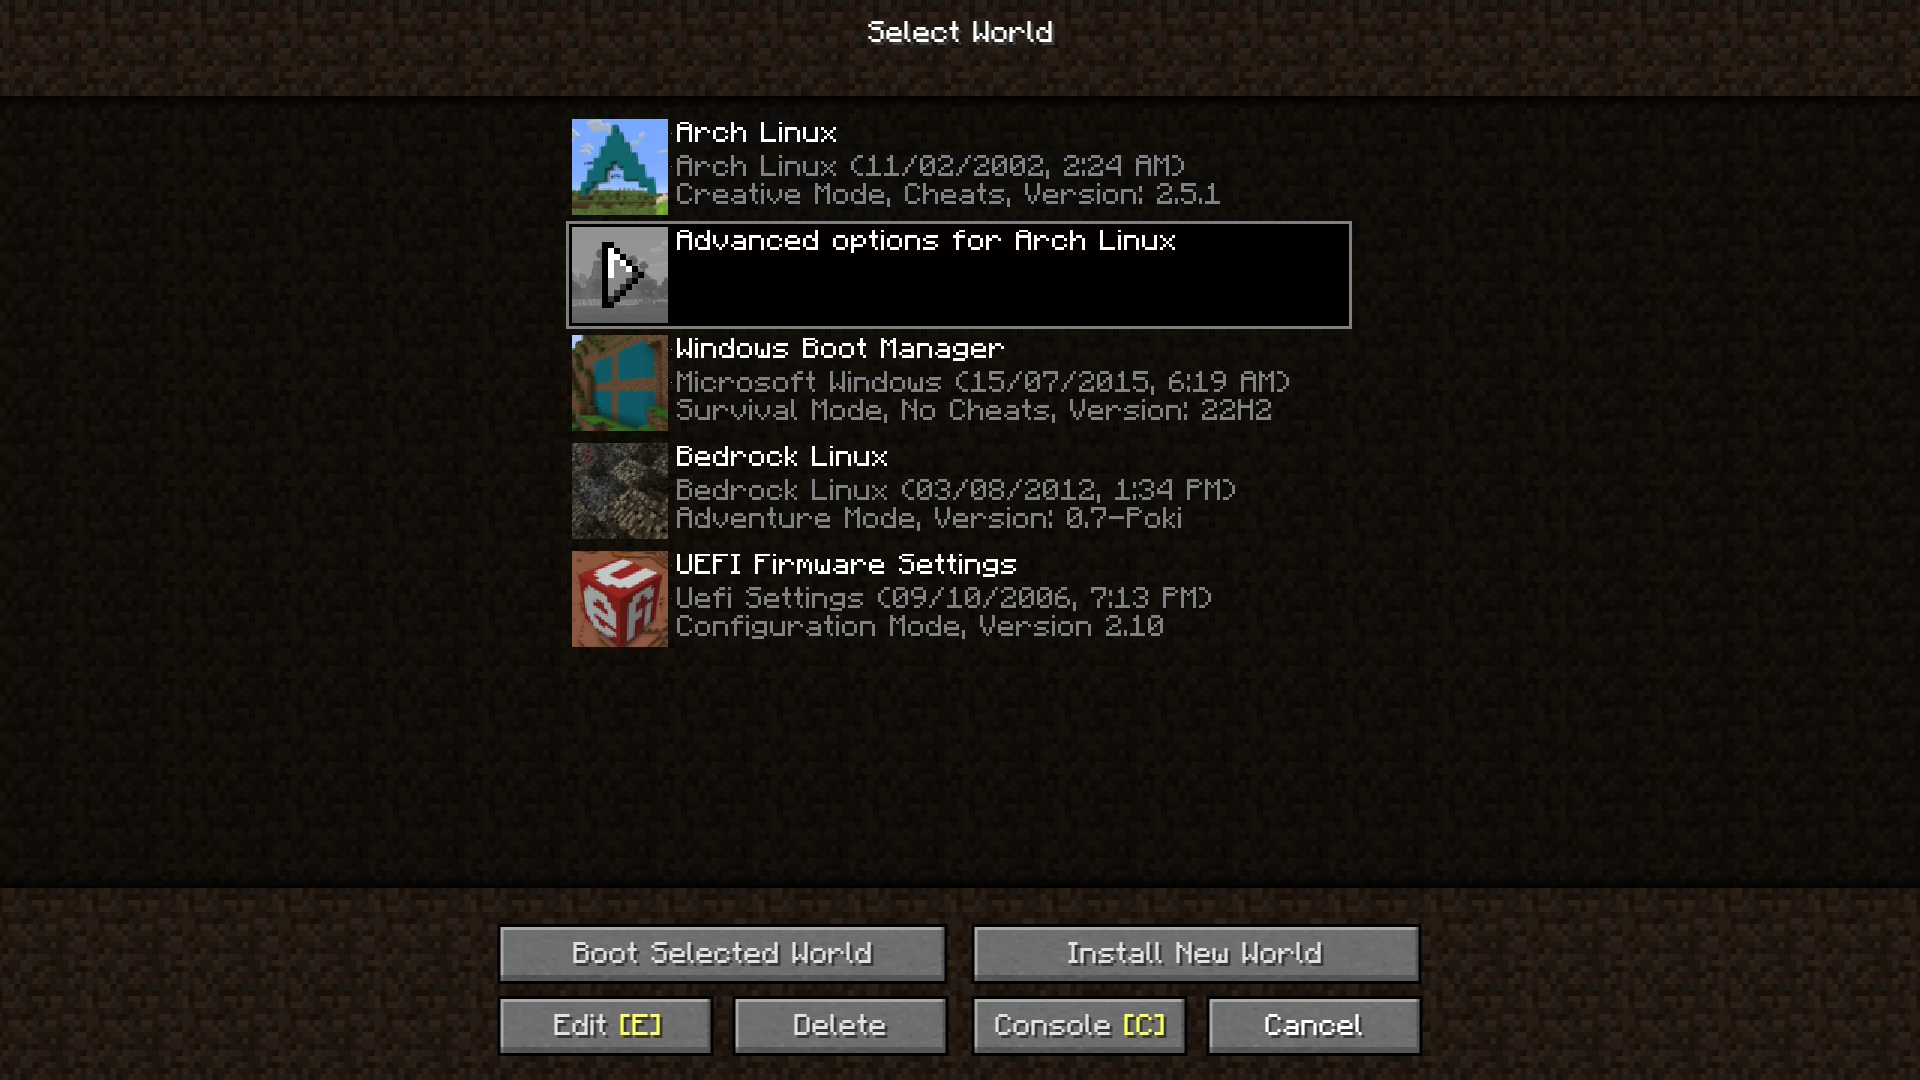 Select World
Arch Linux
Arch Linux (11/02/2002, 2:24 AM)
Creative Mode, Cheats, Version: 2.5.1
Advanced options for Arch Linux
Windows Boot Manager
Microsoft Windows (15/07/2015, 6:19 AM)
Survival Mode, No Cheats, Version: 22H2
Bedrock Linux
Bedrock Linux (03/08/2012, 1:34 PM)
Adventure Mode, Version: 0.7-Poki
UEFI Firmware Settings
Uefi Settings (09/10/2006, 7:13 PM)
Configuration Mode, Version 2.10
Uefi
Boot Selected World
Install New World
Edit [E]
Delete
Console [C]
Cancel